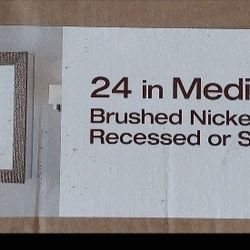 24 in Medi
Brushed Nicke
Recessed or S